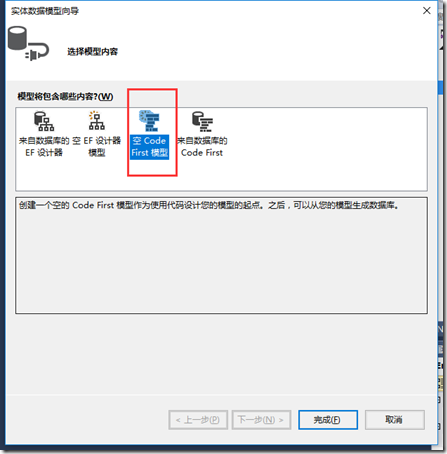 实体数据模型向导
选择模型内容
模型将包含哪些内容?(W)
来自数据库的
EF 设计器
空 EF 设计器
模型
空 Code
First 模型
来自数据库的
Code First
创建一个空的 Code First 模型作为使用代码设计您的模型的起点。之后，可以从您的模型生成数据库。
< 上一步(P)
下一步(N) >
完成(F)
取消